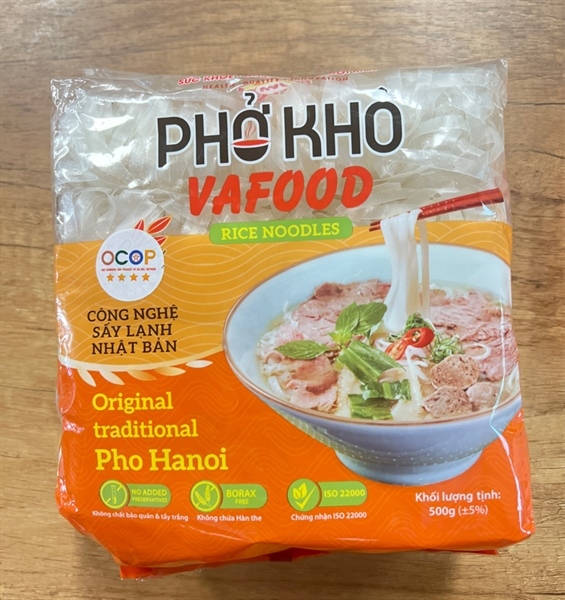 SỨC KHỎE
PHỞ KHÔ
VAFOOD
RICE NOODLES
OCOP
CÔNG NGHỆ
SẤY LẠNH
NHẬT BẢN
Original
traditional
Pho Hanoi
NO ADDED
PRESERVATIVES
Không chất bảo quản & tẩy trắng
BORAX
FREE
Không chứa Hàn the
ISO 22000
Chứng nhận ISO 22000
Khối lượng tịnh:
500g (±5%)